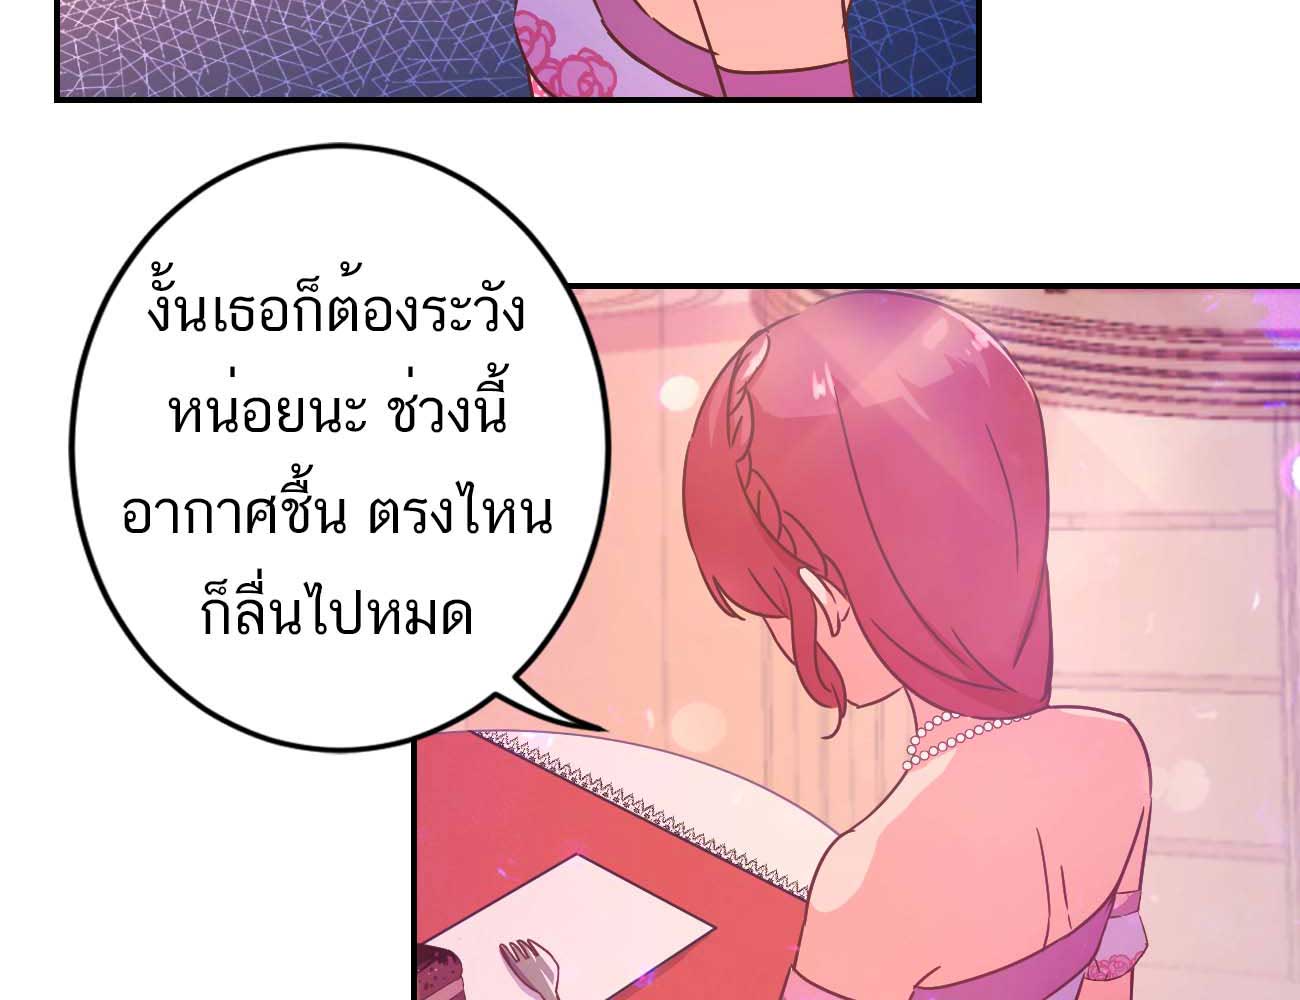 งั้นเธอก็ต้องระวัง
หน่อยนะ ช่วงนี้
อากาศชื้น ตรงไหน
ก็ลื่นไปหมด